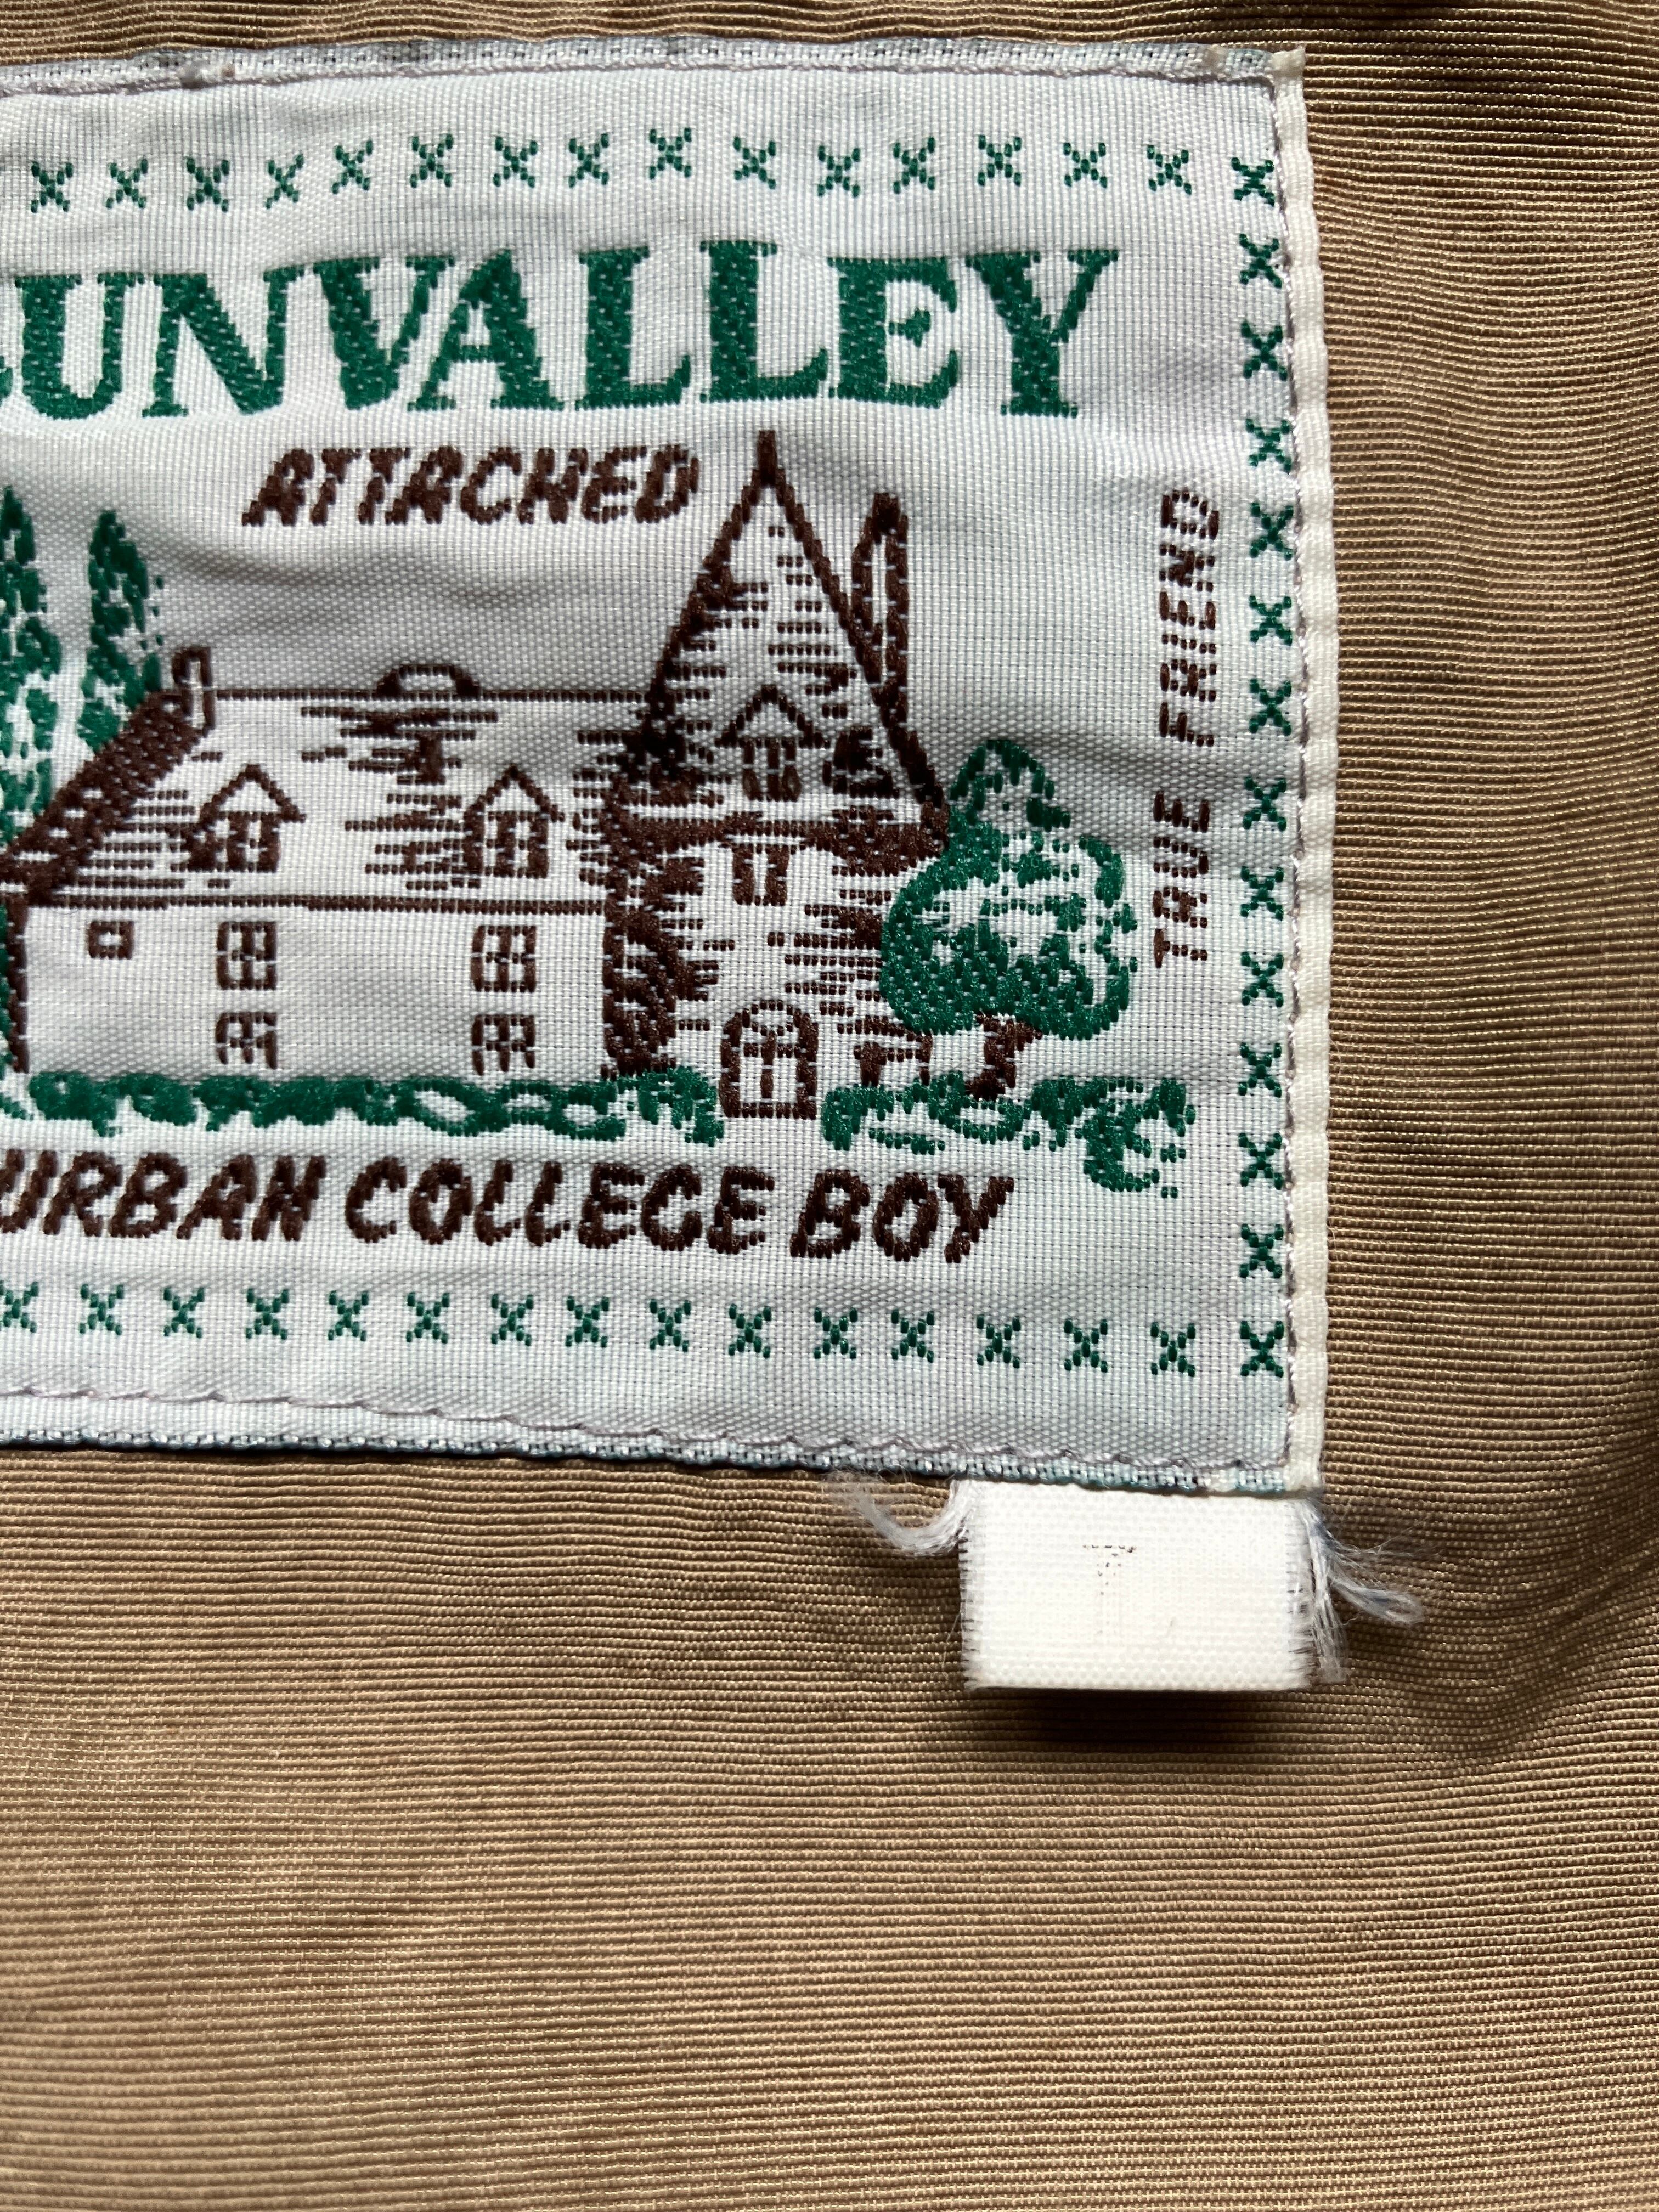 UNVALLEY
ATTACHED
TRUE FRIEND
URBAN COLLEGE BOY